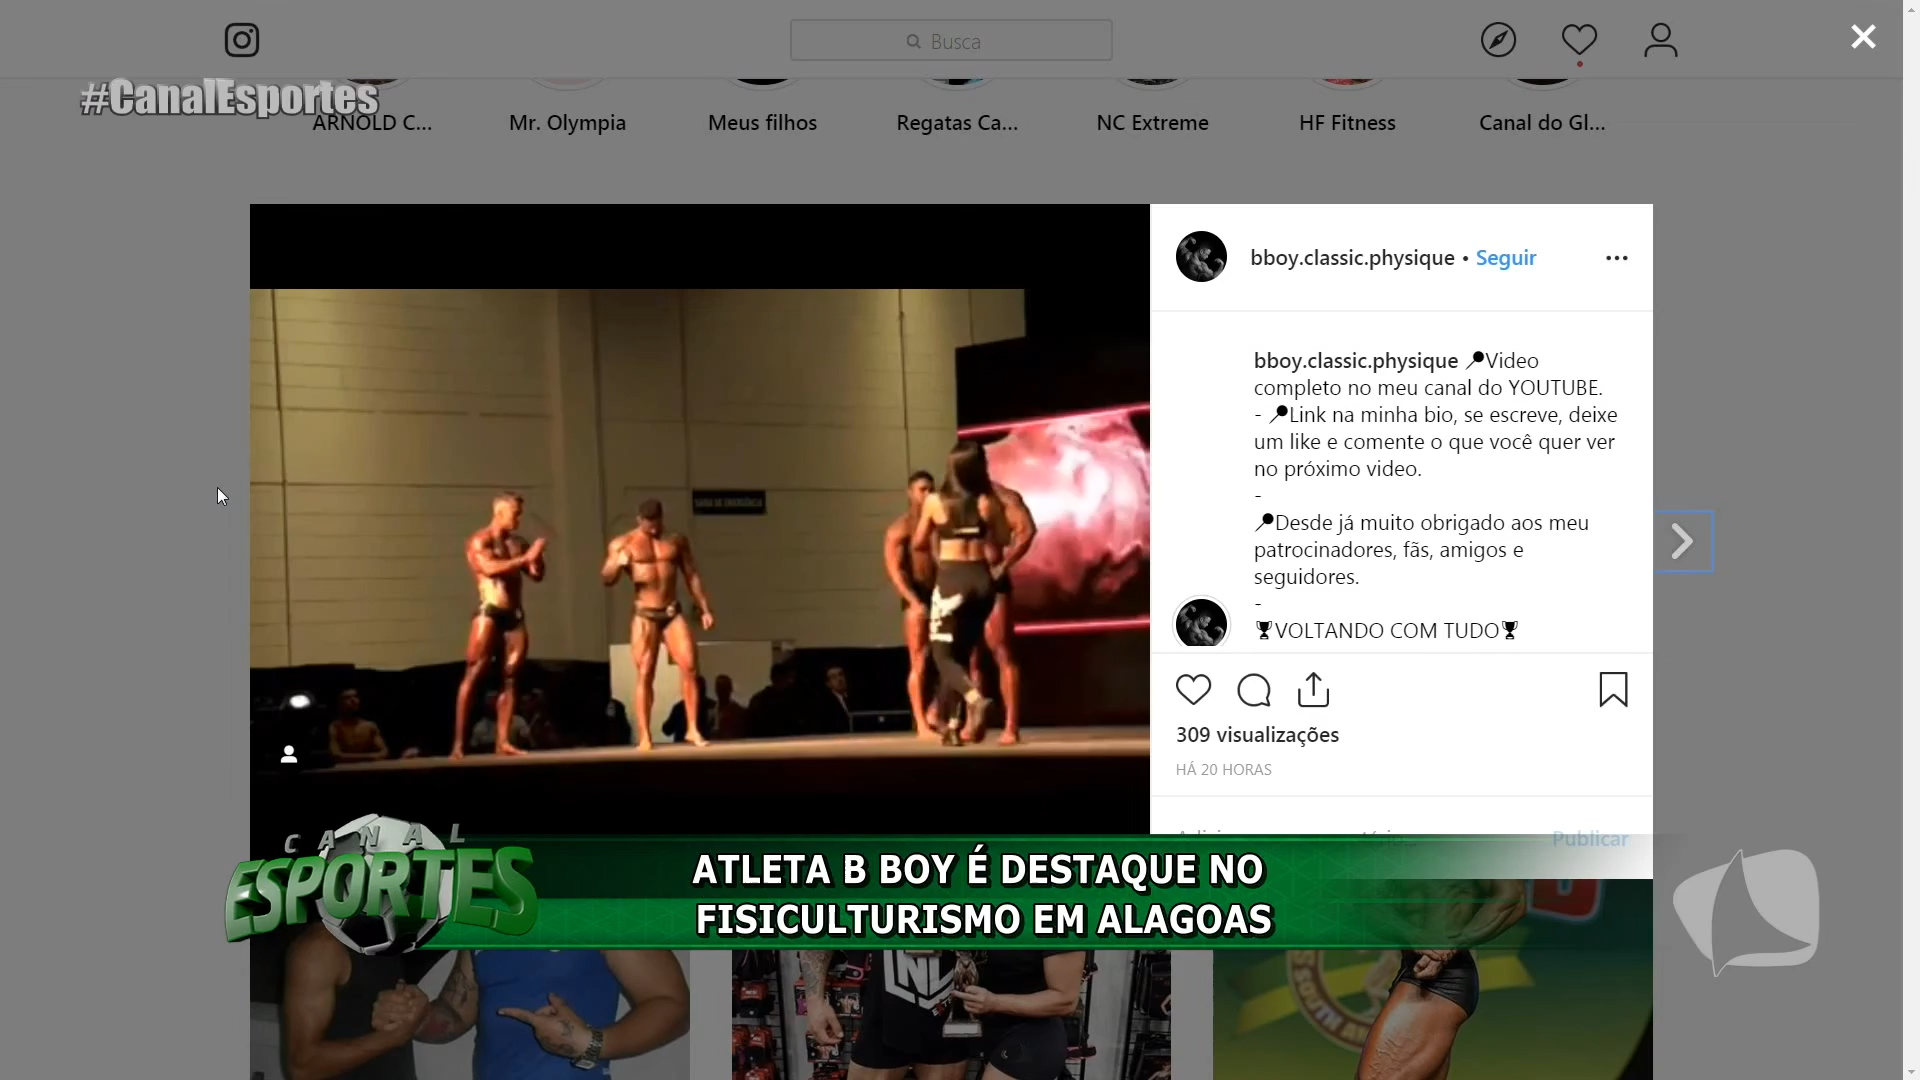 Busca
#CanalEsportes
ARNOLD C...
Mr. Olympia
Meus filhos
Regatas Ca...
NC Extreme
HF Fitness
Canal do Gl...
bboy.classic.physique • Seguir
bboy.classic.physique Video
completo no meu canal do YOUTUBE.
- Link na minha bio, se escreve, deixe
um like e comente o que você quer ver
no próximo video.
-
Desde já muito obrigado aos meu
patrocinadores, fãs, amigos e
seguidores.
-
VOLTANDO COM TUDO
309 visualizações
HÁ 20 HORAS
Publicar
CANAL
ESPORTES
ATLETA B BOY É DESTAQUE NO
FISICULTURISMO EM ALAGOAS